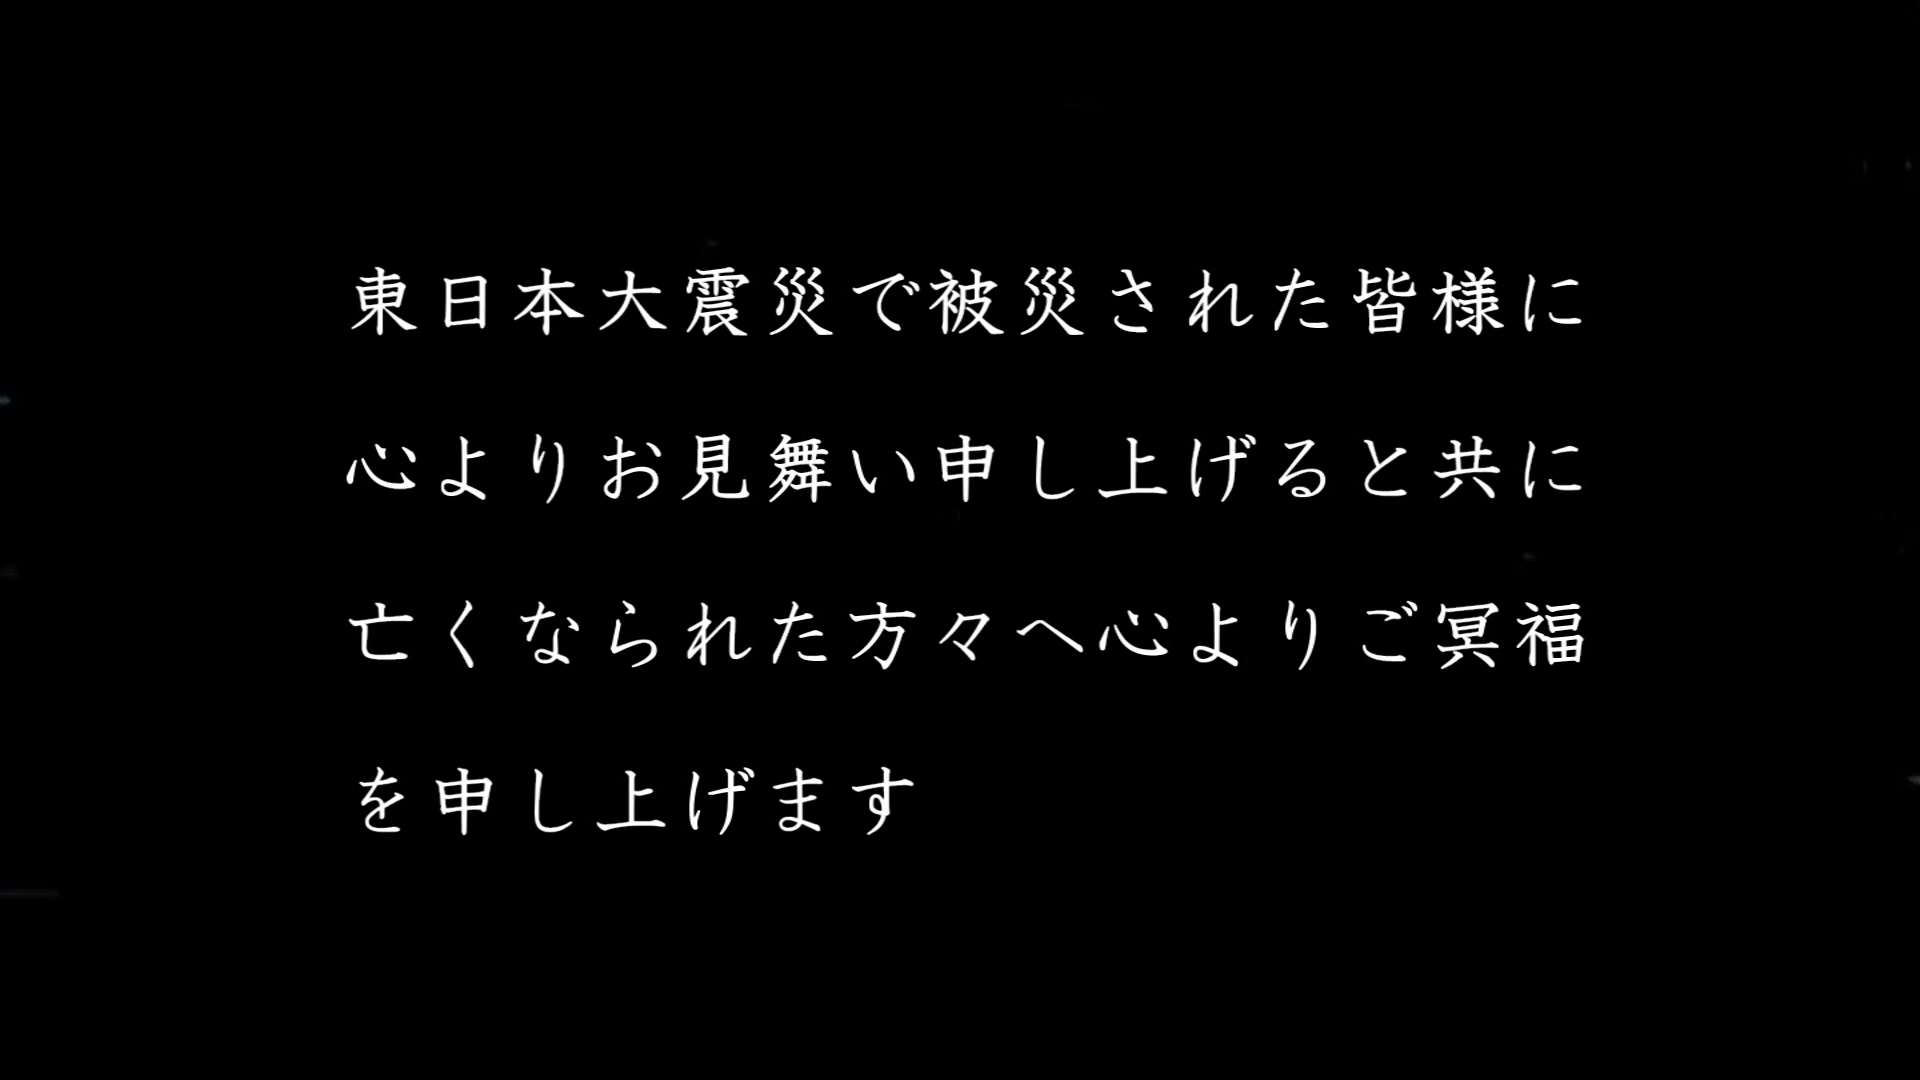 東日本大震災で被災された皆様に
心よりお見舞い申し上げると共に
亡くなられた方々へ心よりご冥福
を申し上げます